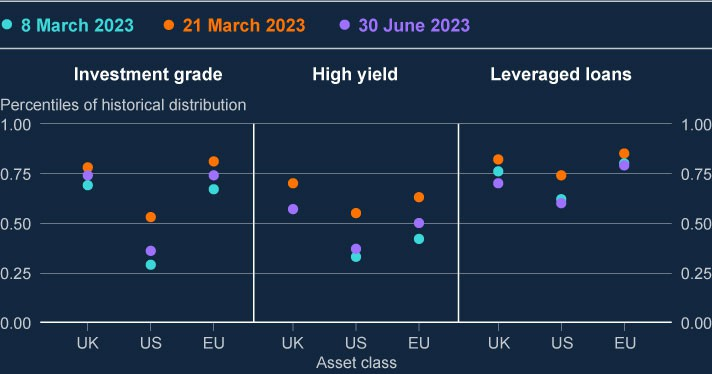 8 March 2023 21 March 2023 30 June 2023
Investment grade High yield Leveraged loans
Percentiles of historical distribution
1.00 1.00
0.75 0.75
0.50 0.50
0.25 0.25
0.00 0.00
UK US EU UK US EU UK US EU
Asset class